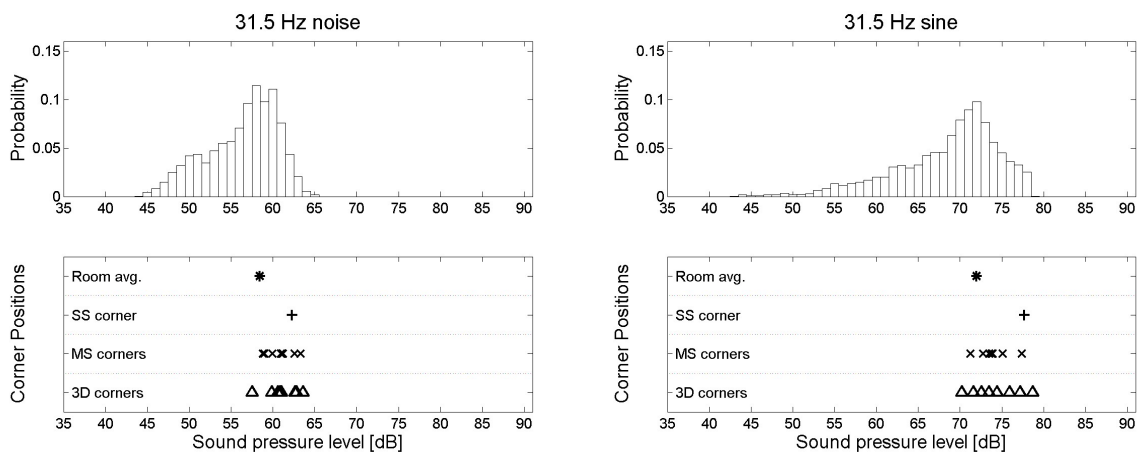 31.5 Hz noise
Probability
0.15
0.1
0.05
0
35 40 45 50 55 60 65 70 75 80 85 90
Corner Positions
Room avg.
SS corner
MS corners
3D corners
35 40 45 50 55 60 65 70 75 80 85 90
Sound pressure level [dB]
31.5 Hz sine
Probability
0.15
0.1
0.05
0
35 40 45 50 55 60 65 70 75 80 85 90
Corner Positions
Room avg.
SS corner
MS corners
3D corners
35 40 45 50 55 60 65 70 75 80 85 90
Sound pressure level [dB]